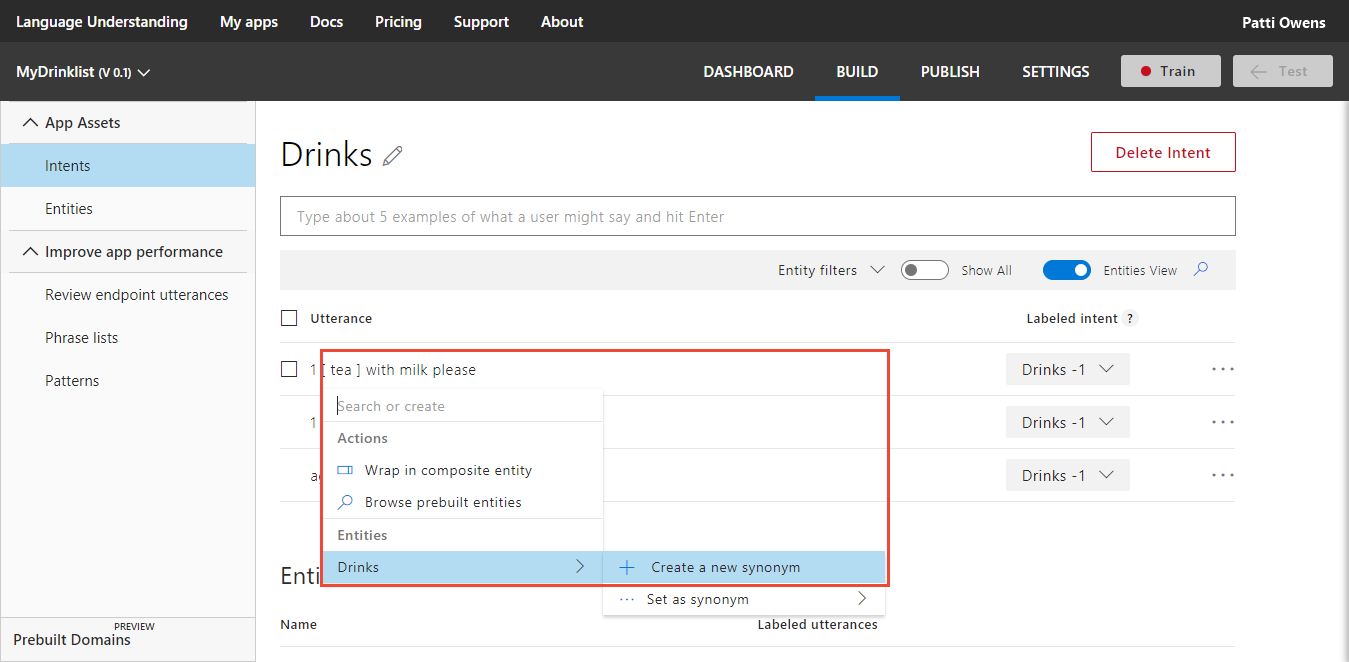 Language Understanding My apps Docs Pricing Support About Patti Owens
MyDrinklist (V 0.1) DASHBOARD BUILD PUBLISH SETTINGS Train Test
App Assets
Intents
Entities
Improve app performance
Review endpoint utterances
Phrase lists
Patterns
PREVIEW
Prebuilt Domains
Drinks Delete Intent
Type about 5 examples of what a user might say and hit Enter
Entity filters Show All Entities View
Utterance Labeled intent ?
1 [ tea ] with milk please Drinks -1 ...
Search or create
1 Drinks -1 ...
Actions
Wrap in composite entity
Drinks -1 ...
Browse prebuilt entities
Entities
Drinks Create a new synonym
... Set as synonym
Name Labeled utterances